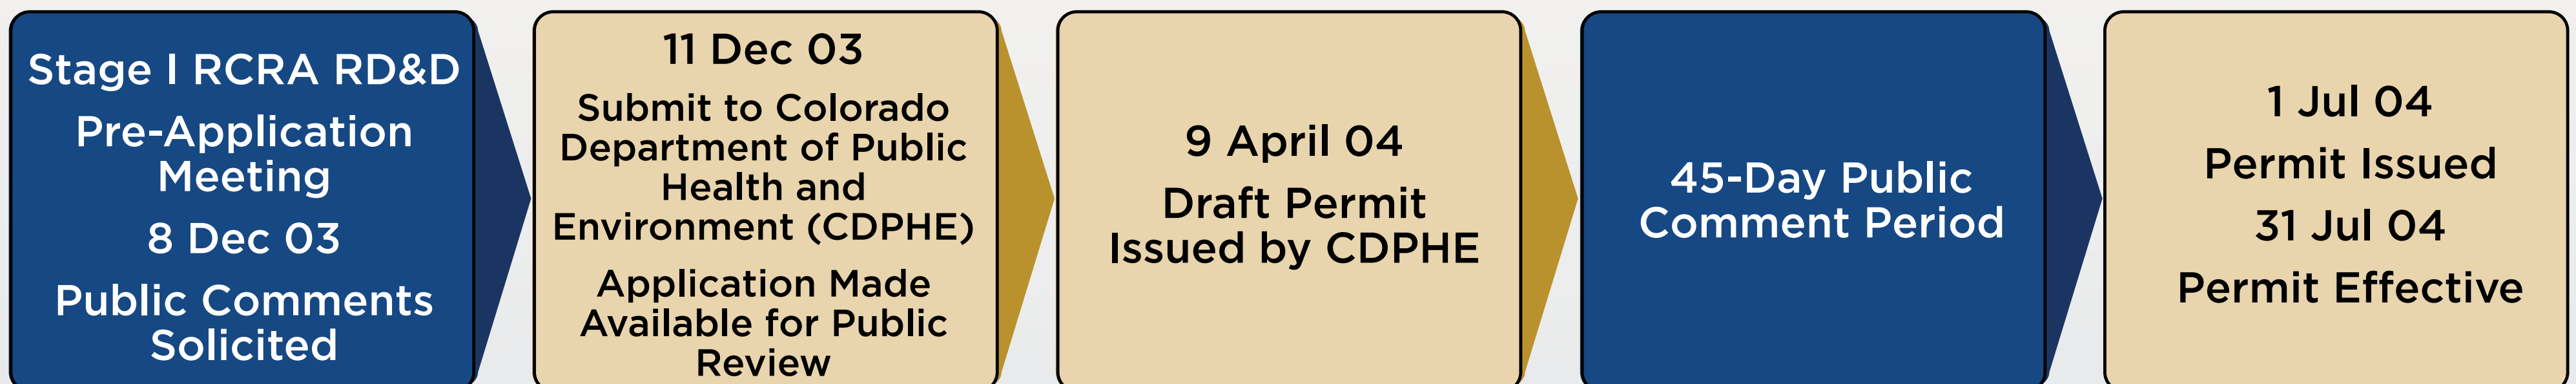 Stage I RCRA RD&D
Pre-Application
Meeting
8 Dec 03
Public Comments
Solicited
11 Dec 03
Submit to Colorado
Department of Public
Health and
Environment (CDPHE)
Application Made
Available for Public
Review
9 April 04
Draft Permit
Issued by CDPHE
45-Day Public
Comment Period
1 Jul 04
Permit Issued
31 Jul 04
Permit Effective